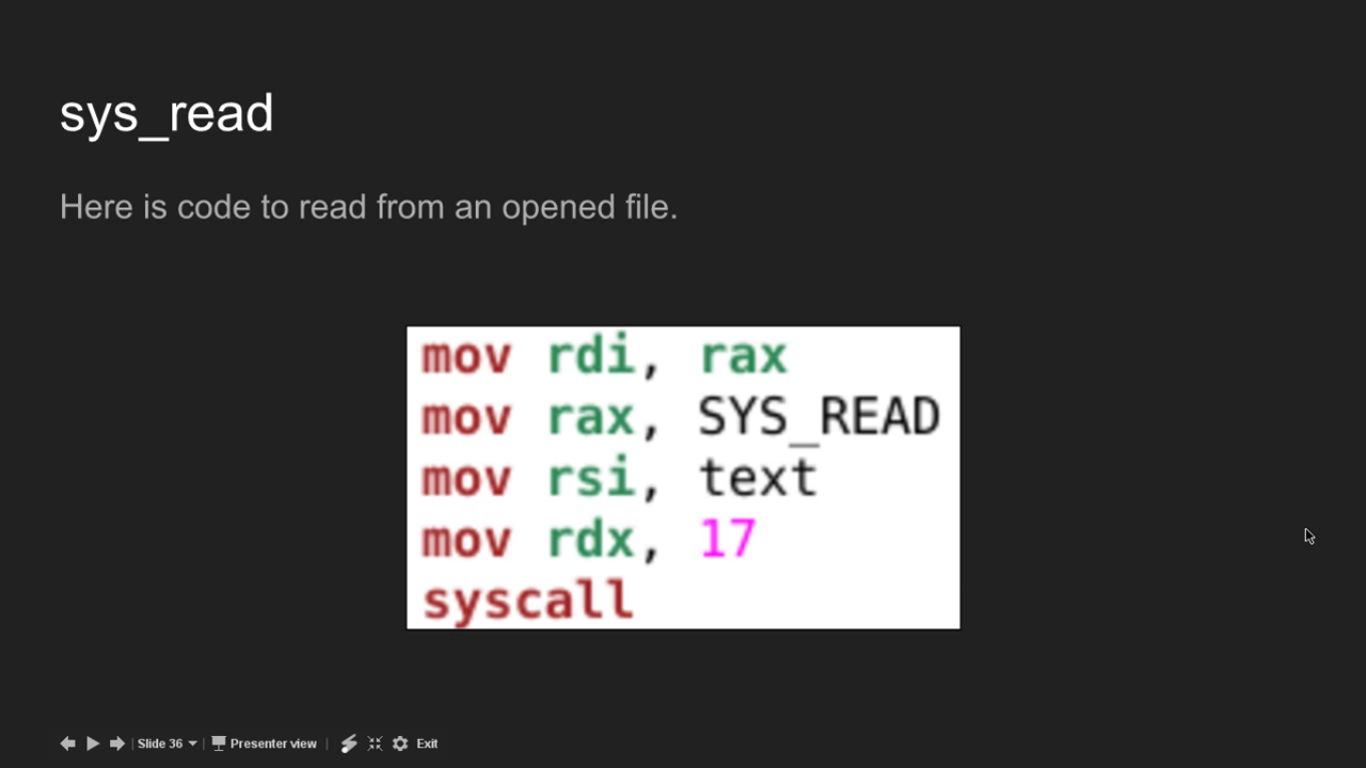 sys_read
Here is code to read from an opened file.
mov rdi, rax
mov rax, SYS_READ
mov rsi, text
mov rdx, 17
syscall
Slide 36 Presenter view Exit